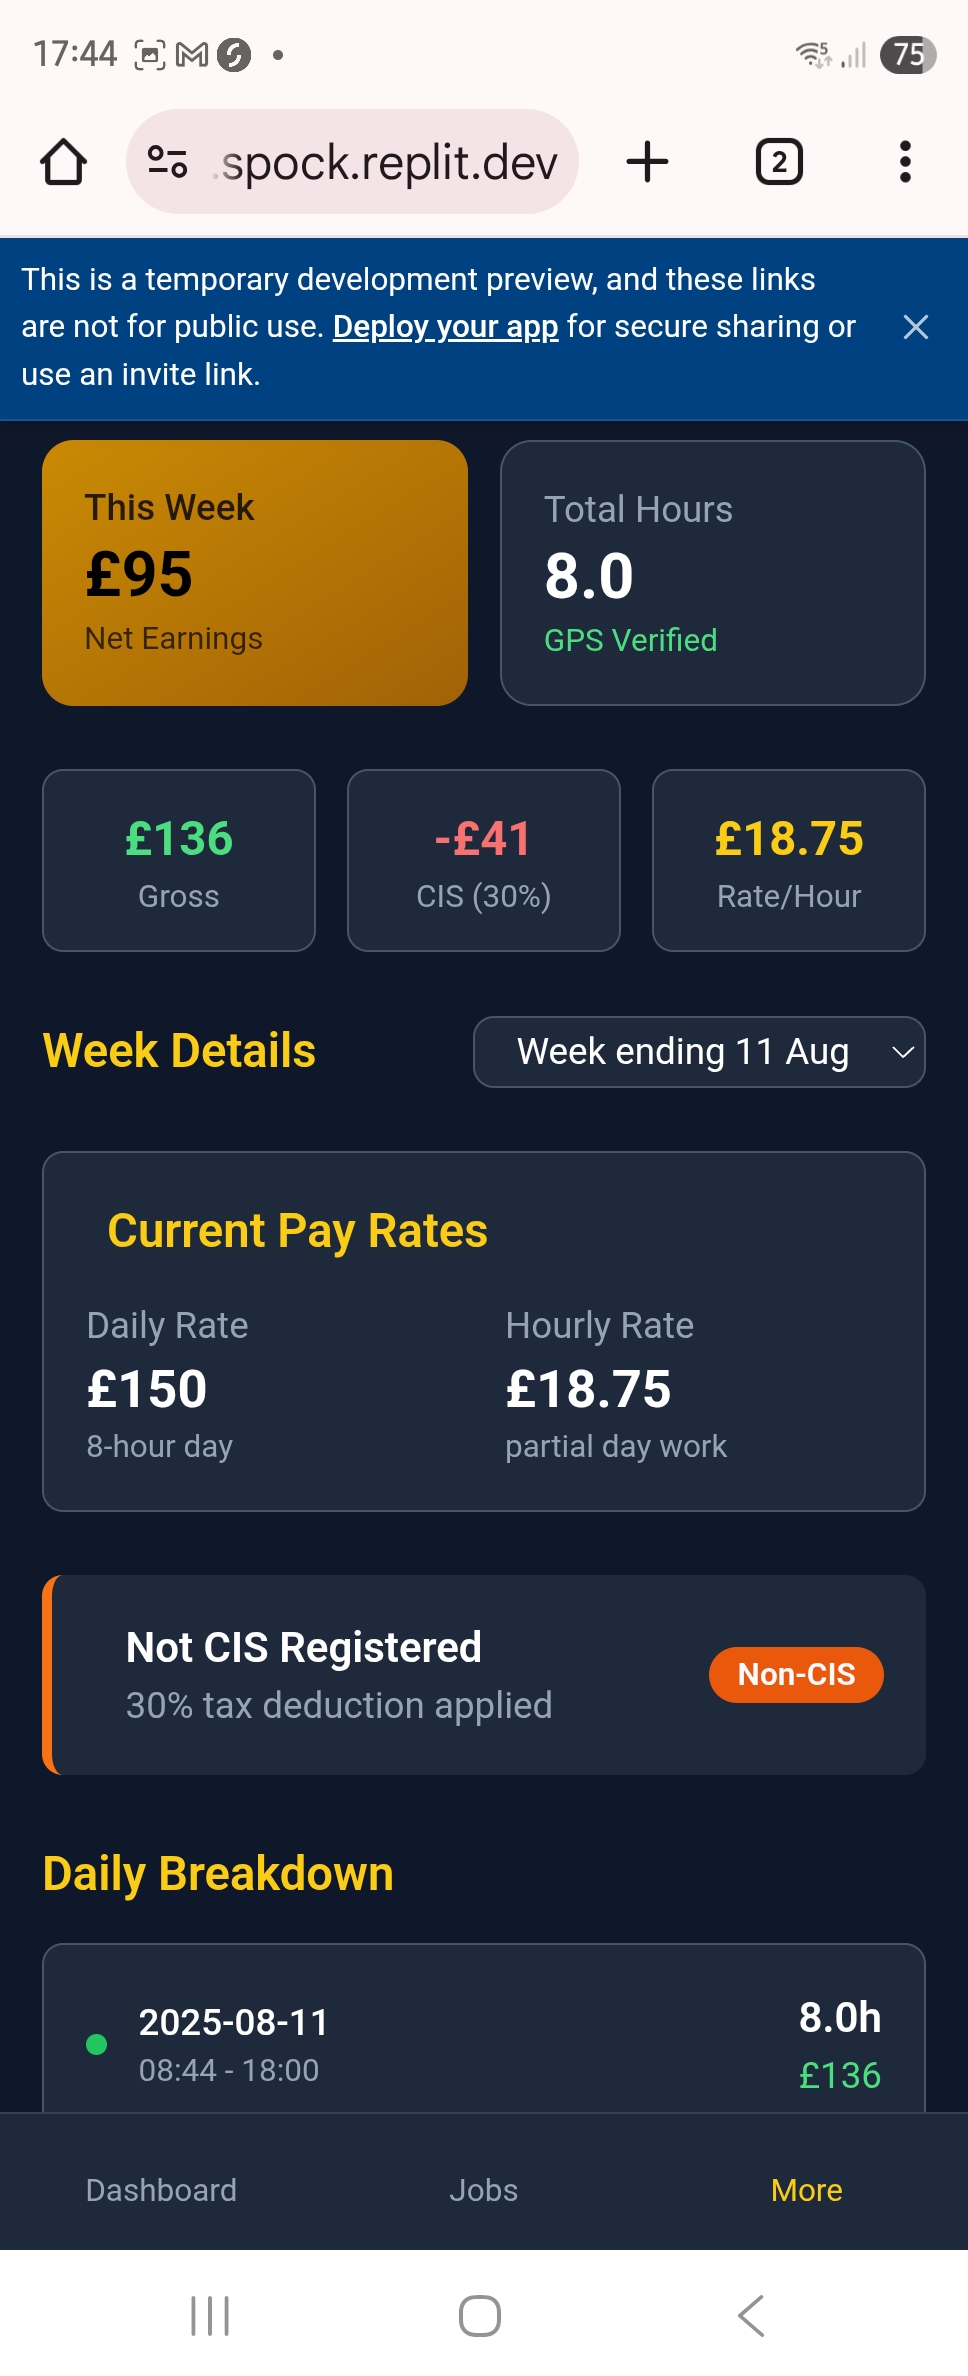 17:44
5
75
.spock.replit.dev
2
This is a temporary development preview, and these links
are not for public use. Deploy your app for secure sharing or
use an invite link.
This Week
£95
Net Earnings
Total Hours
8.0
GPS Verified
£136
Gross
-£41
CIS (30%)
£18.75
Rate/Hour
Week Details
Week ending 11 Aug
Current Pay Rates
Daily Rate
£150
8-hour day
Hourly Rate
£18.75
partial day work
Not CIS Registered
30% tax deduction applied
Non-CIS
Daily Breakdown
2025-08-11
08:44 - 18:00
8.0h
£136
Dashboard
Jobs
More